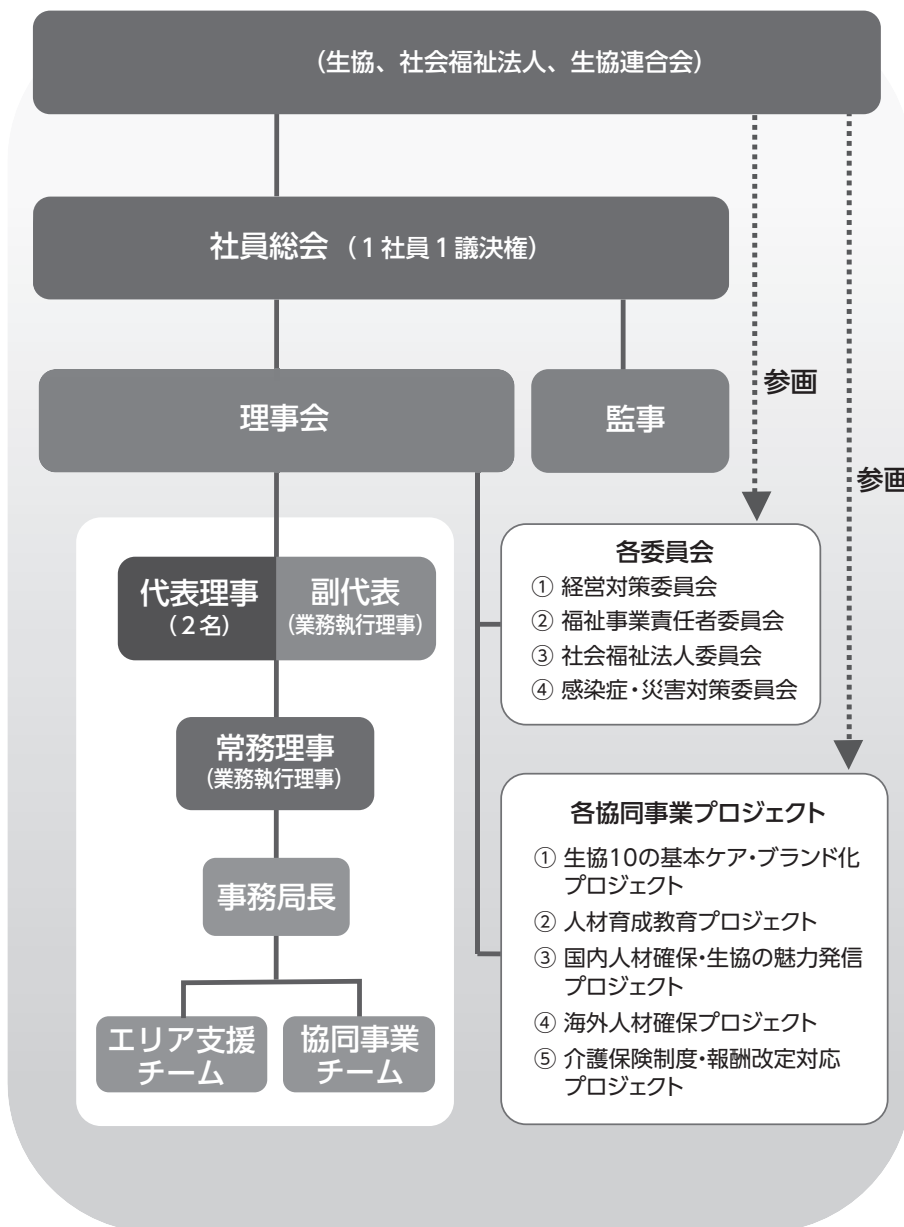 （生協、社会福祉法人、生協連合会）
社員総会（１社員１議決権）
理事会
監事
参画
参画
代表理事
（２名）
副代表
（業務執行理事）
常務理事
（業務執行理事）
事務局長
エリア支援
チーム
協同事業
チーム
各委員会
① 経営対策委員会
② 福祉事業責任者委員会
③ 社会福祉法人委員会
④ 感染症・災害対策委員会
各協同事業プロジェクト
① 生協10の基本ケア・ブランド化
プロジェクト
② 人材育成教育プロジェクト
③ 国内人材確保・生協の魅力発信
プロジェクト
④ 海外人材確保プロジェクト
⑤ 介護保険制度・報酬改定対応
プロジェクト